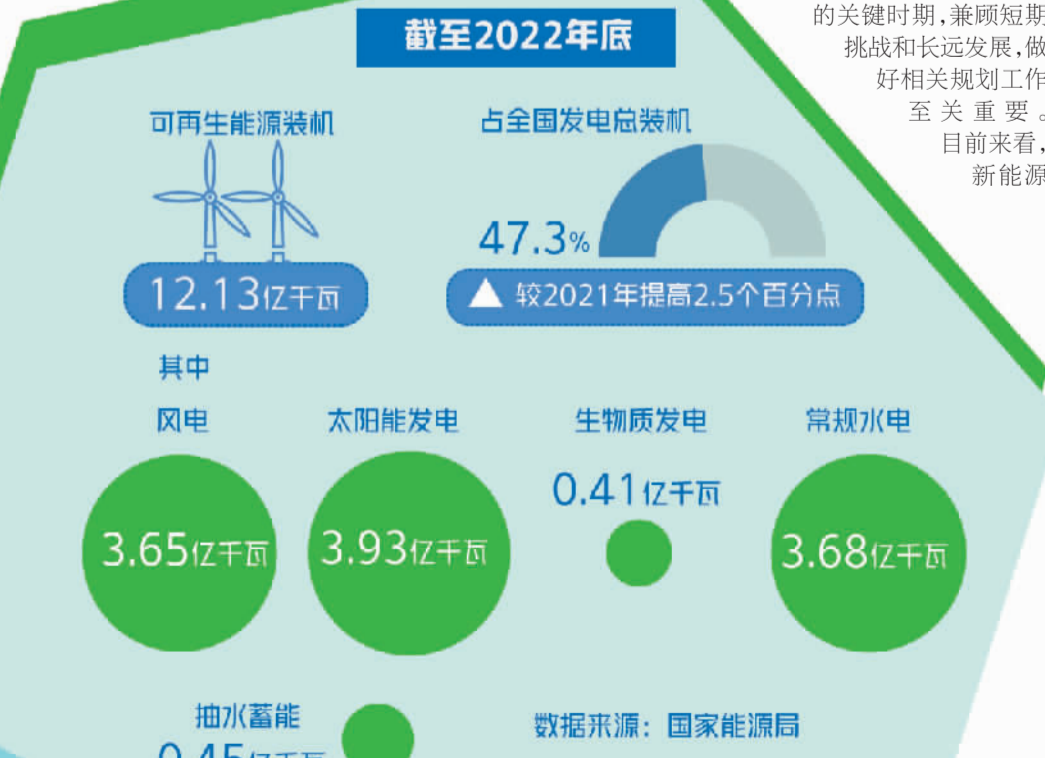 截至2022年底
可再生能源装机
12.13亿千瓦
占全国发电总装机
47.3%
▲ 较2021年提高2.5个百分点
其中
风电
3.65亿千瓦
太阳能发电
3.93亿千瓦
生物质发电
0.41亿千瓦
常规水电
3.68亿千瓦
抽水蓄能
0.45亿千瓦
数据来源：国家能源局
的关键时期,兼顾短期
挑战和长远发展,做
好相关规划工作
至关重要。
目前来看,
新能源